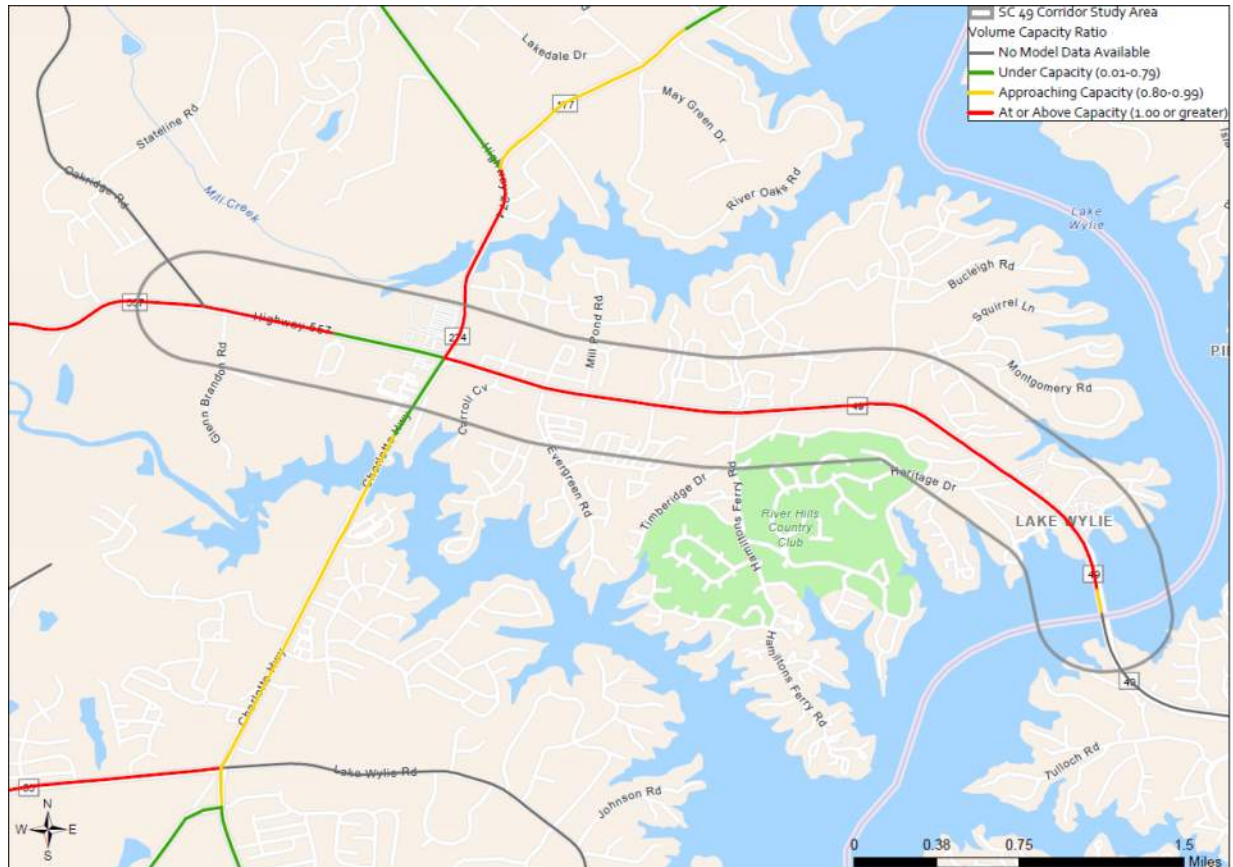 SC 49 Corridor Study Area
Volume Capacity Ratio
No Model Data Available
Under Capacity (0.01-0.79)
Approaching Capacity (0.80-0.99)
At or Above Capacity (1.00 or greater)
Lakedale Dr
May Green Dr
Stateline Rd
Oakridge Rd
Mill Creek
River Oaks Rd
Lake
Wylie
Bucleigh Rd
Squirrel Ln
Highway 557
274
Mill Pond Rd
Montgomery Rd
Glenn Brandon Rd
Carroll Cv
49
Charlotte Hwy
Evergreen Rd
Timberidge Dr
Hamiltons Ferry Rd
Heritage Dr
River Hills
Country
Club
LAKE WYLIE
49
Hamiltons Ferry Rd
Charlotte Hwy
49
Tulloch Rd
Lake Wylie Rd
Johnson Rd
N
W E
S
0 0.38 0.75 1.5
Miles